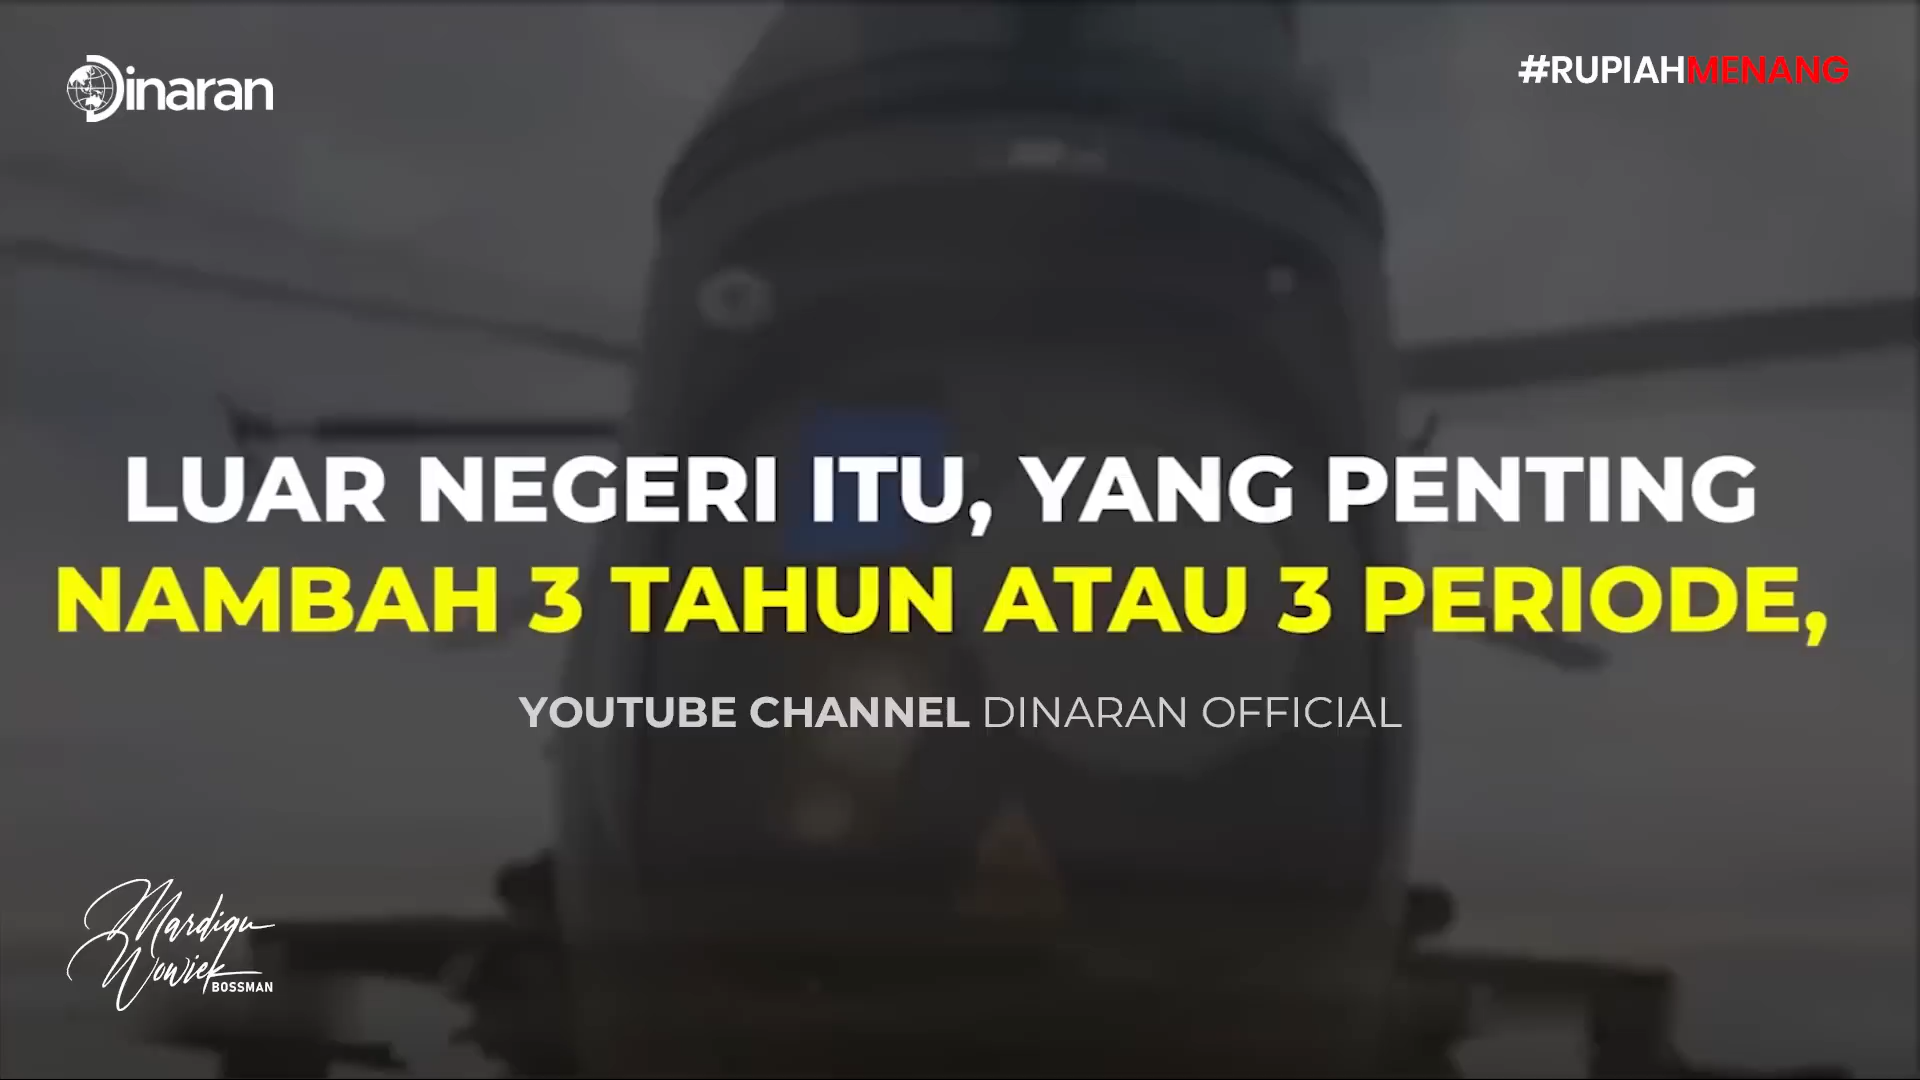 Dinaran
#RUPIAHMENANG
LUAR NEGERI ITU, YANG PENTING
NAMBAH 3 TAHUN ATAU 3 PERIODE,
YOUTUBE CHANNEL DINARAN OFFICIAL
Mardigu
Wowiek
BOSSMAN